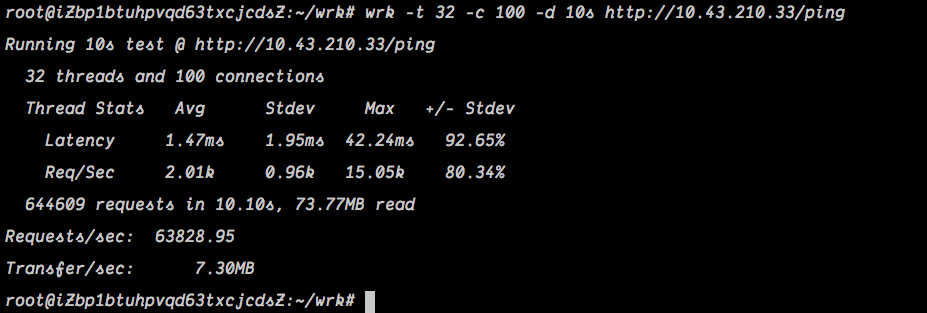 root@iZbp1btuhpvqd63txcjcdsZ:~/wrk# wrk -t 32 -c 100 -d 10s http://10.43.210.33/ping
Running 10s test @ http://10.43.210.33/ping
  32 threads and 100 connections
  Thread Stats   Avg      Stdev     Max   +/- Stdev
    Latency     1.47ms    1.95ms  42.24ms   92.65%
    Req/Sec     2.01k     0.96k   15.05k    80.34%
  644609 requests in 10.10s, 73.77MB read
Requests/sec:  63828.95
Transfer/sec:      7.30MB
root@iZbp1btuhpvqd63txcjcdsZ:~/wrk#